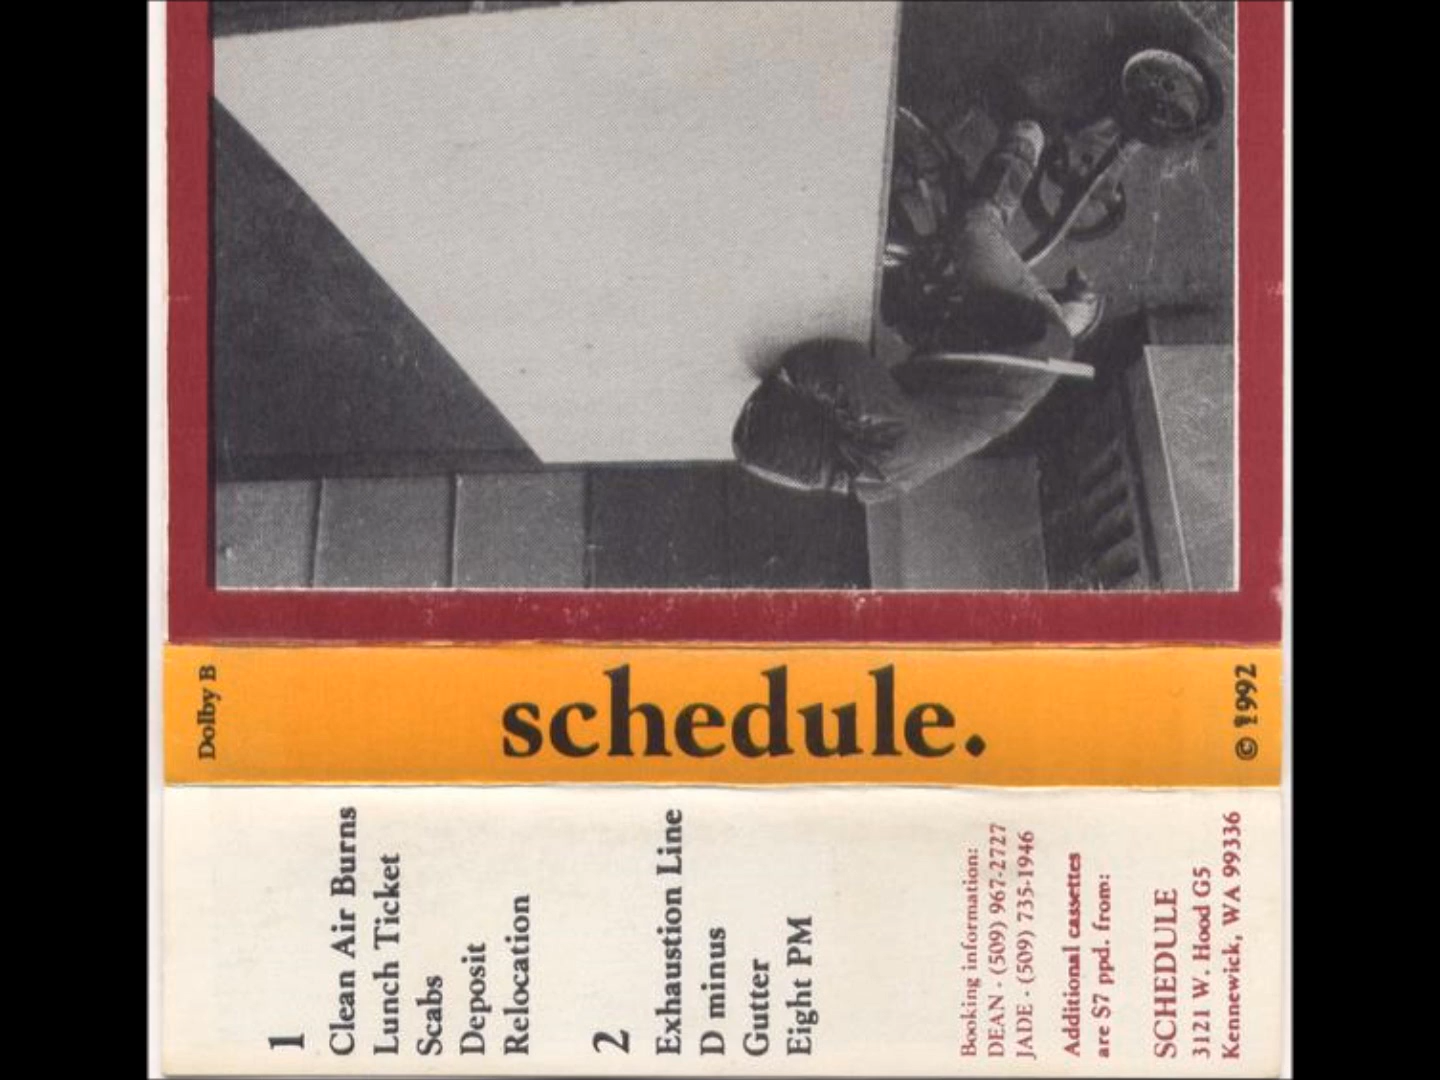 Dolby B
schedule.
© 1992
1
Clean Air Burns
Lunch Ticket
Scabs
Deposit
Relocation
2
Exhaustion Line
D minus
Gutter
Eight PM
Booking information:
DEAN - (509) 967-2727
JADE - (509) 735-1946
Additional cassettes
are $7 ppd. from:
SCHEDULE
3121 W. Hood G5
Kennewick, WA 99336